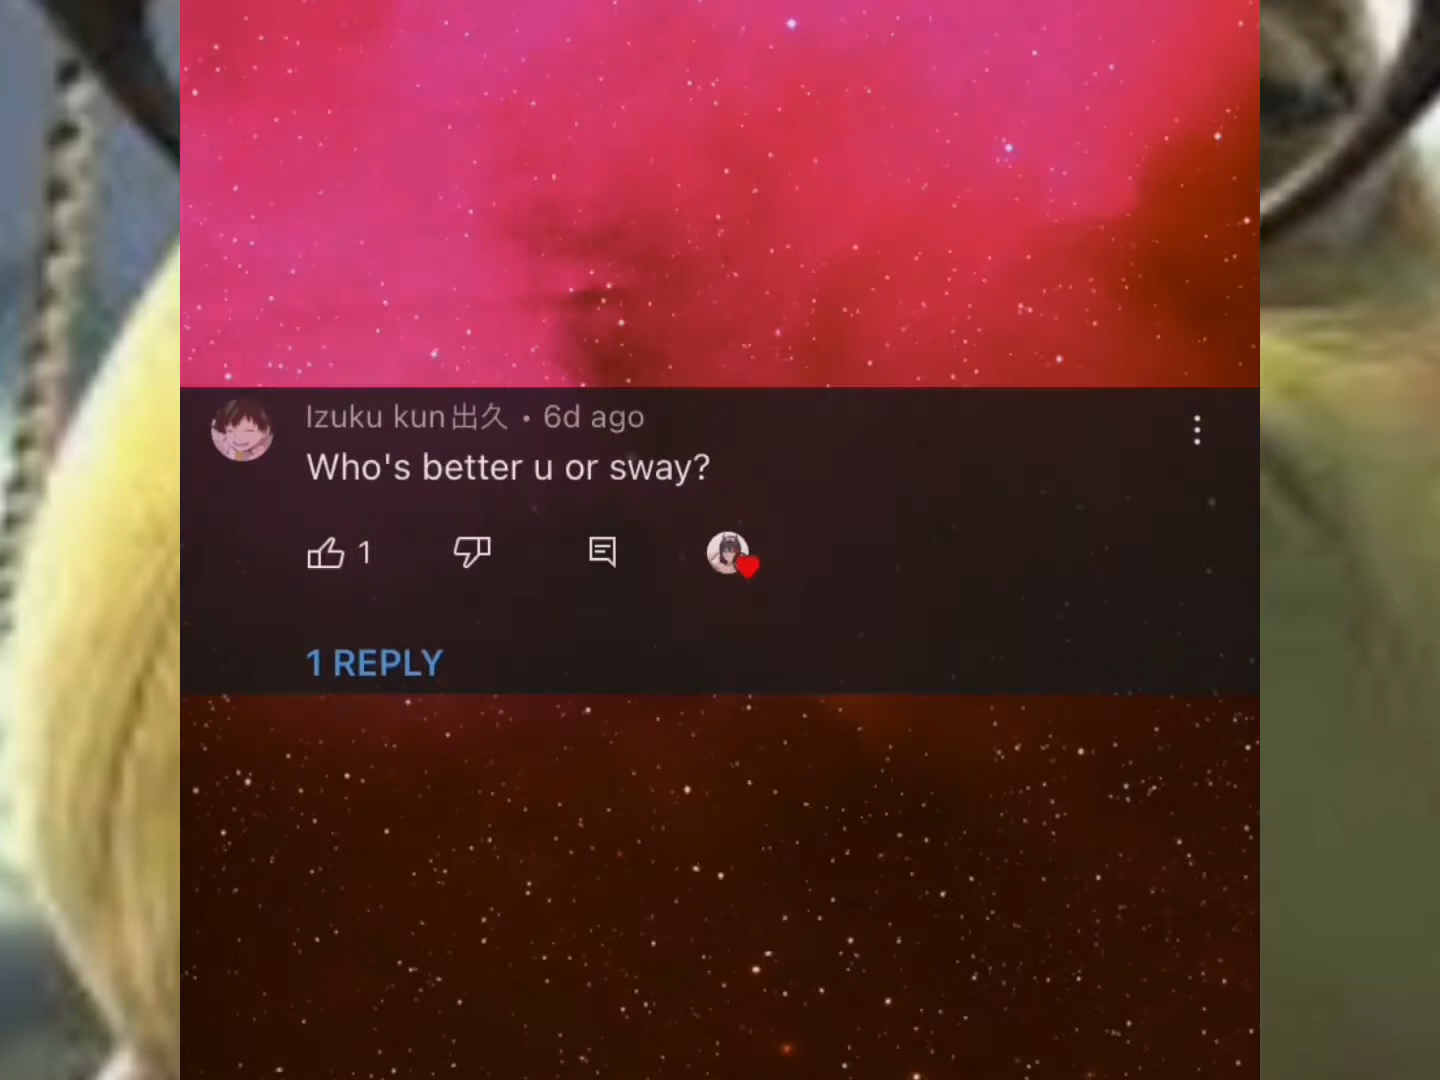 Izuku kun出久 • 6d ago
Who's better u or sway?
1
1 REPLY